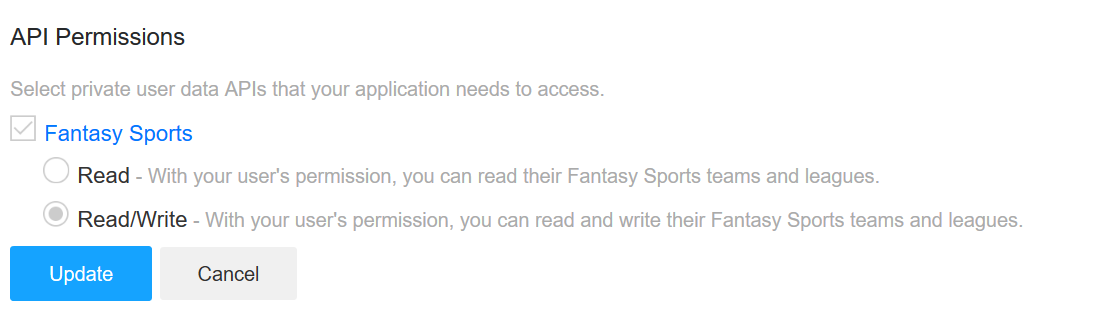 API Permissions
Select private user data APIs that your application needs to access.
Fantasy Sports
Read - With your user's permission, you can read their Fantasy Sports teams and leagues.
Read/Write - With your user's permission, you can read and write their Fantasy Sports teams and leagues.
Update Cancel